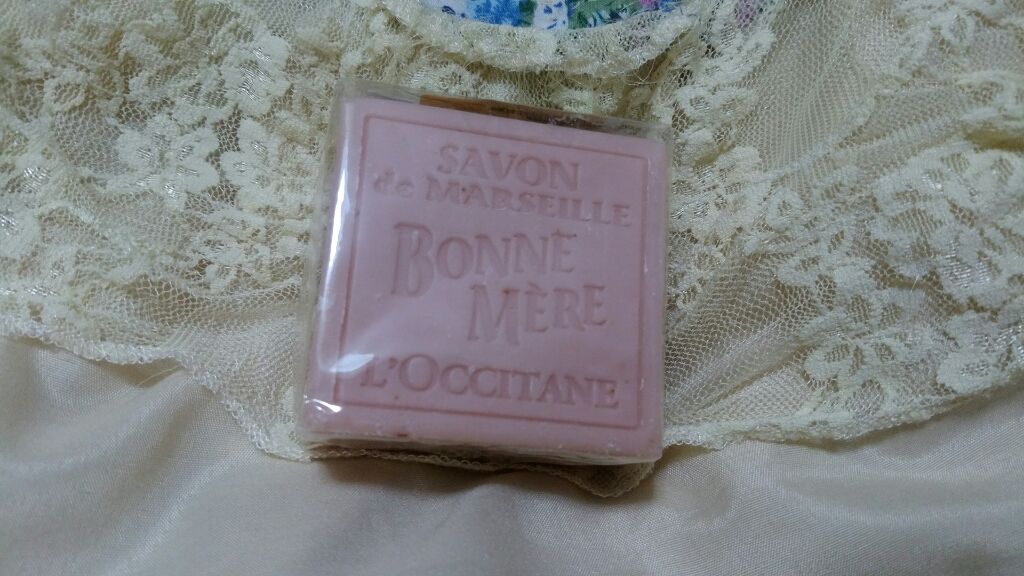 SAVON
de MARSEILLE
BONNE
MÈRE
L'OCCITANE